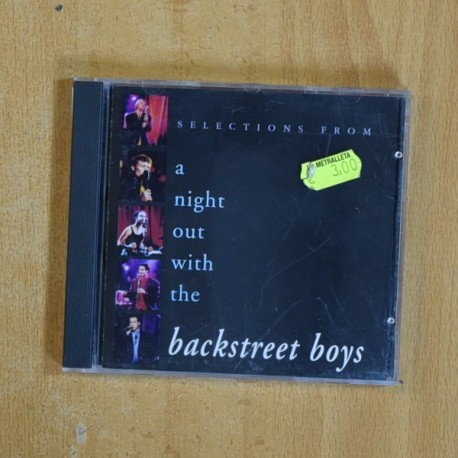 SELECTIONS FROM
METRALLETA
€ 3,00
a
night
out
with
the
backstreet boys